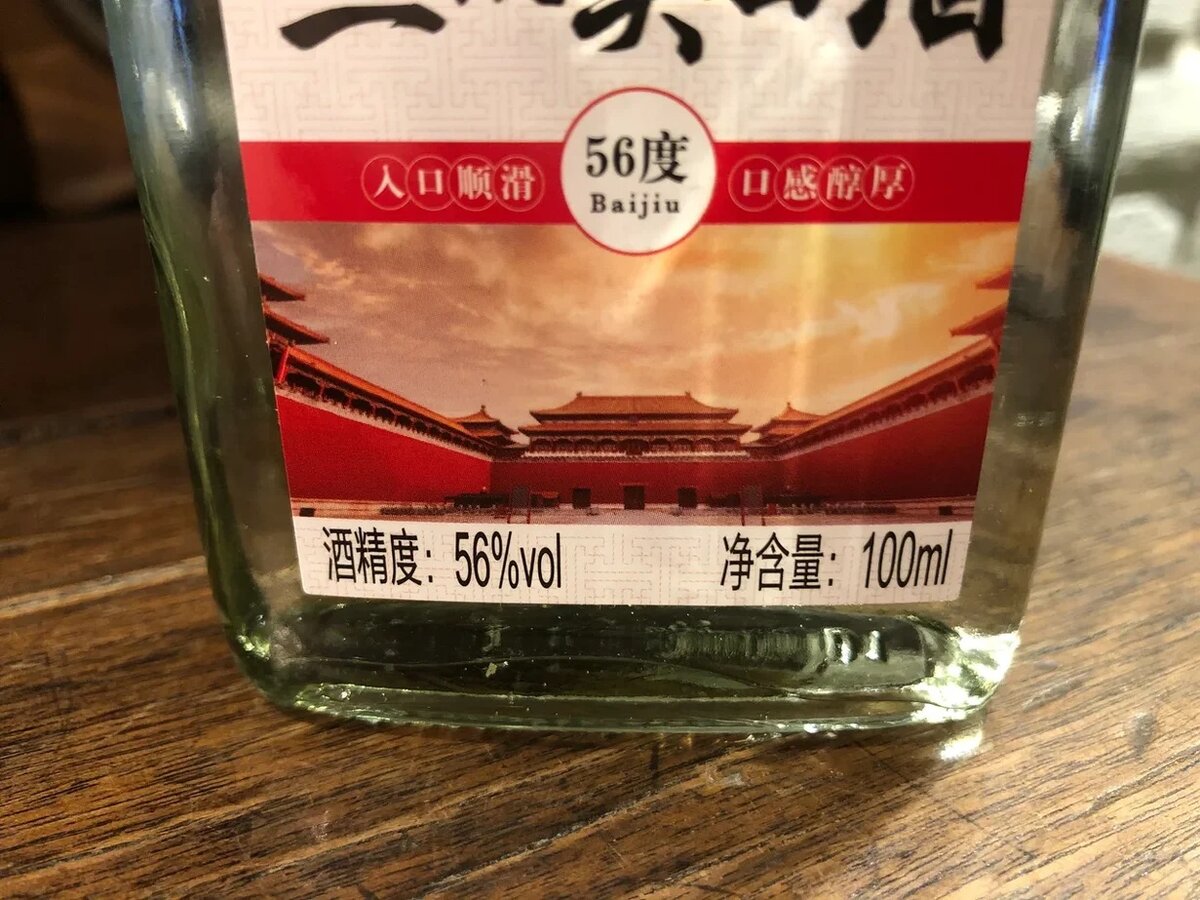 酒
入口顺滑 56度 口感醇厚
Baijiu
酒精度：56%vol 净含量：100ml